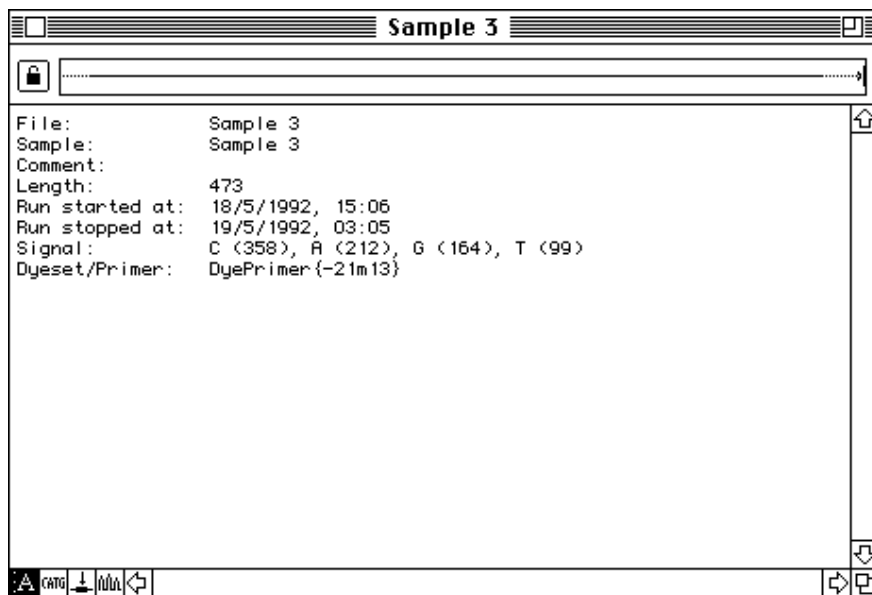 Sample 3
File: Sample 3
Sample: Sample 3
Comment:
Length: 473
Run started at: 18/5/1992, 15:06
Run stopped at: 19/5/1992, 03:05
Signal: C (358), A (212), G (164), T (99)
Dyeset/Primer: DyePrimer{-21m13}
A CATG